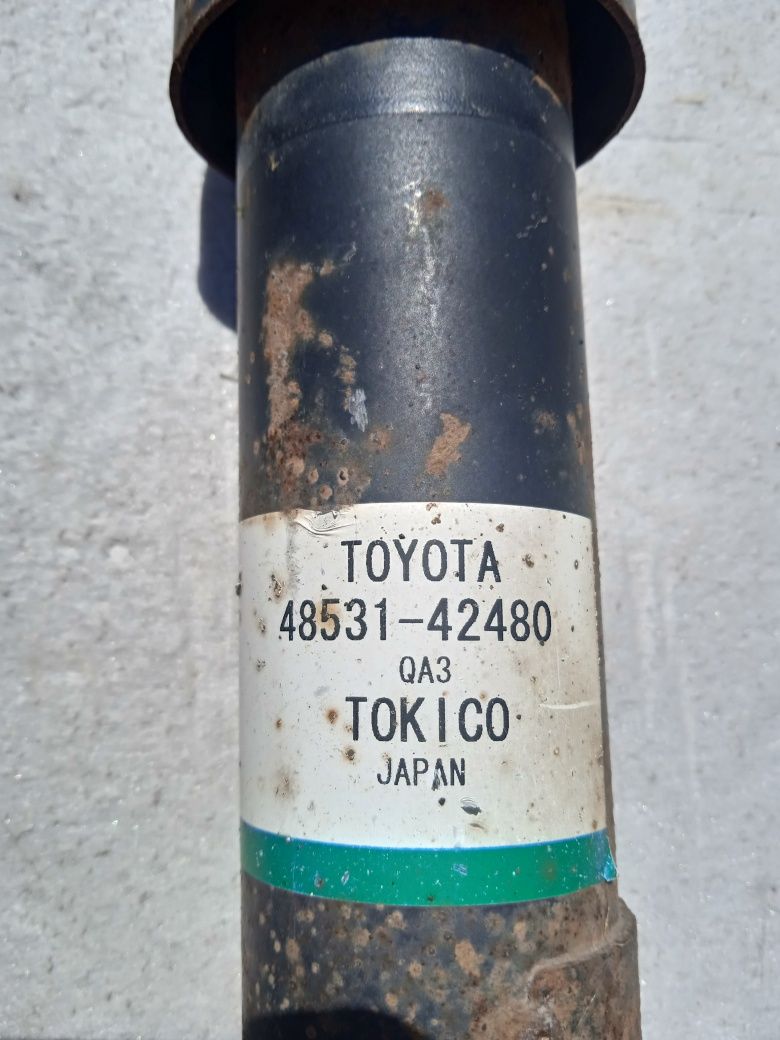 TOYOTA
48531-42480
QA3
TOKICO
JAPAN